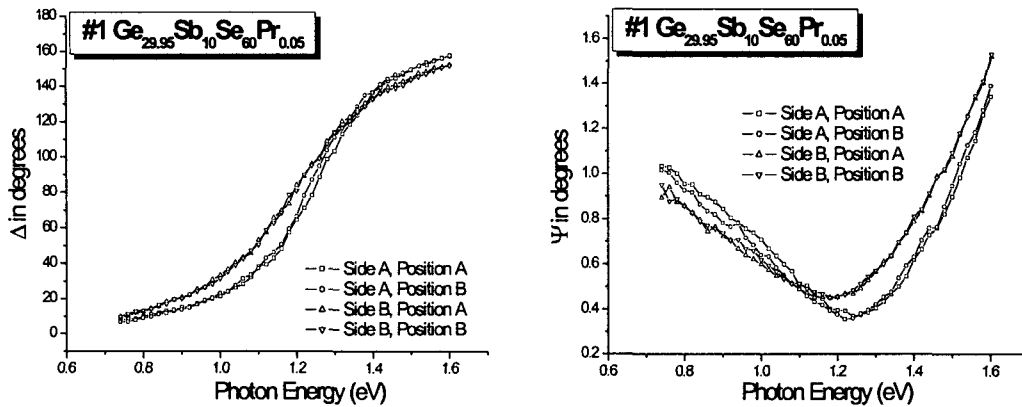 #1 Ge29.95Sb10Se60Pr0.05
180
160
140
120
100
80
60
40
20
0
Δ in degrees
Side A, Position A
Side A, Position B
Side B, Position A
Side B, Position B
0.6 0.8 1.0 1.2 1.4 1.6
Photon Energy (eV)
#1 Ge29.95Sb10Se60Pr0.05
1.6
1.4
1.2
1.0
0.8
0.6
0.4
0.2
Ψ in degrees
Side A, Position A
Side A, Position B
Side B, Position A
Side B, Position B
0.6 0.8 1.0 1.2 1.4 1.6
Photon Energy (eV)